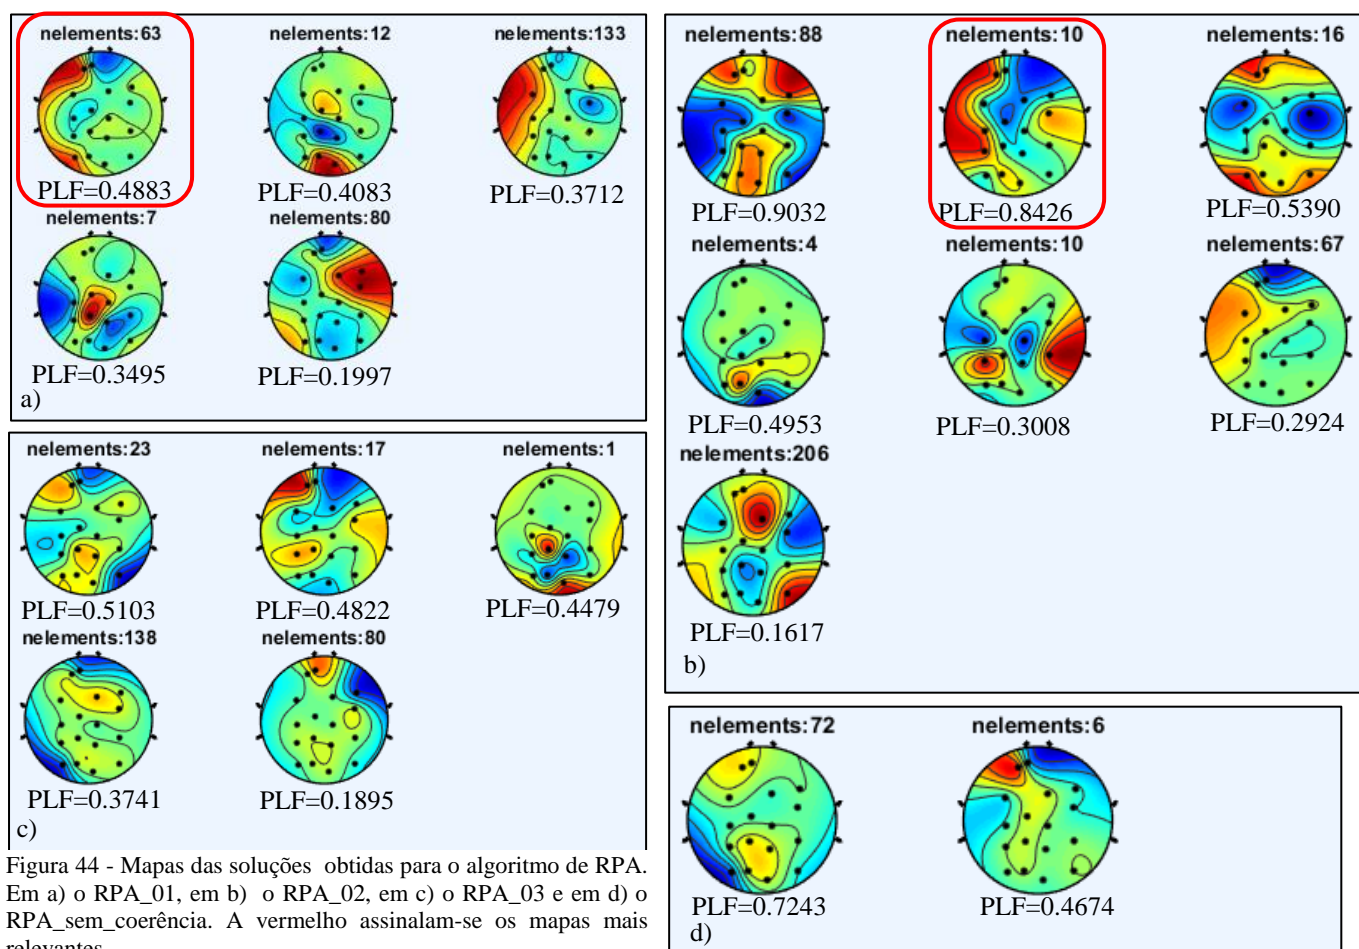 nelements:63
nelements:12
nelements:133
PLF=0.4883
PLF=0.4083
PLF=0.3712
nelements:7
nelements:80
PLF=0.3495
PLF=0.1997
a)
nelements:88
nelements:10
nelements:16
PLF=0.9032
PLF=0.8426
PLF=0.5390
nelements:4
nelements:10
nelements:67
PLF=0.4953
PLF=0.3008
PLF=0.2924
nelements:206
PLF=0.1617
b)
nelements:23
nelements:17
nelements:1
PLF=0.5103
PLF=0.4822
PLF=0.4479
nelements:138
nelements:80
PLF=0.3741
PLF=0.1895
c)
nelements:72
nelements:6
PLF=0.7243
PLF=0.4674
d)
Figura 44 - Mapas das soluções obtidas para o algoritmo de RPA.
Em a) o RPA_01, em b) o RPA_02, em c) o RPA_03 e em d) o
RPA_sem_coerência. A vermelho assinalam-se os mapas mais
relevantes